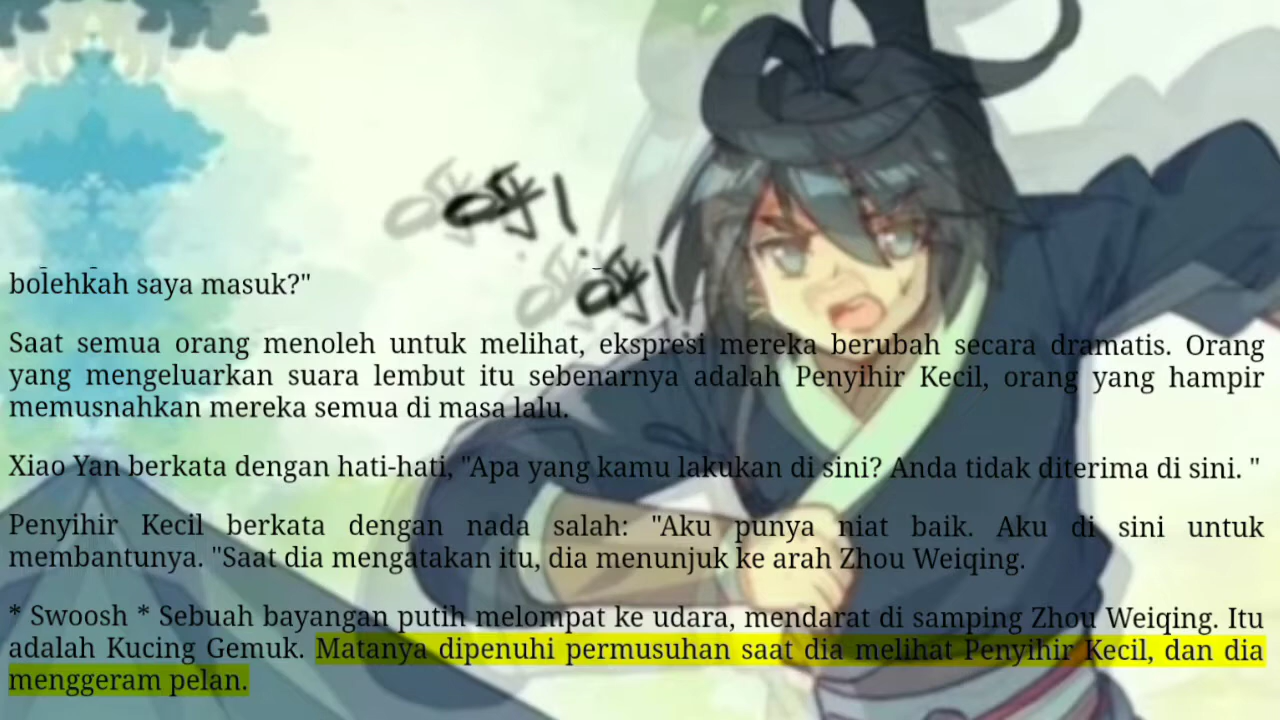 呼！
呼！
bolehkah saya masuk?"
Saat semua orang menoleh untuk melihat, ekspresi mereka berubah secara dramatis. Orang
yang mengeluarkan suara lembut itu sebenarnya adalah Penyihir Kecil, orang yang hampir
memusnahkan mereka semua di masa lalu.
Xiao Yan berkata dengan hati-hati, "Apa yang kamu lakukan di sini? Anda tidak diterima di sini. "
Penyihir Kecil berkata dengan nada salah: "Aku punya niat baik. Aku di sini untuk
membantunya. "Saat dia mengatakan itu, dia menunjuk ke arah Zhou Weiqing.
* Swoosh * Sebuah bayangan putih melompat ke udara, mendarat di samping Zhou Weiqing. Itu
adalah Kucing Gemuk. Matanya dipenuhi permusuhan saat dia melihat Penyihir Kecil, dan dia
menggeram pelan.